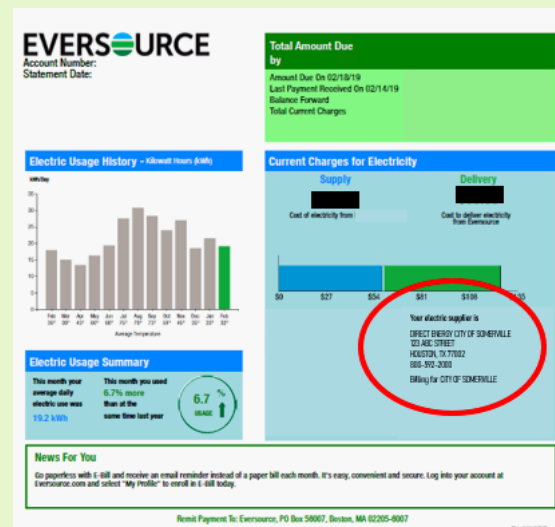 EVERSOURCE
Account Number:
Statement Date:
Total Amount Due
by
Amount Due On 02/18/19
Last Payment Received On 02/14/19
Balance Forward
Total Current Charges
Electric Usage History - Kilowatt Hours (kWh)
kWh/Day
35
30
25
20
15
10
5
0
Feb Mar Apr May Jun Jul Aug Sep Oct Nov Dec Jan Feb
Average Temperature
Current Charges for Electricity
Supply
Delivery
Cost of electricity from
Cost to deliver electricity
from Eversource
$0 $27 $54 $81 $108 $135
Your electric supplier is
DIRECT ENERGY CITY OF SOMERVILLE
123 ABC STREET
HOUSTON, TX 77002
800-592-2000
Billing for CITY OF SOMERVILLE
Electric Usage Summary
This month your
average daily
electric use was
19.2 kWh
This month you used
6.7% more
than at the
same time last year
6.7 %
USAGE
News For You
Go paperless with E-Bill and receive an email reminder instead of a paper bill each month. It's easy, convenient and secure. Log into your account at
Eversource.com and select "My Profile" to enroll in E-Bill today.
Remit Payment To: Eversource, PO Box 56007, Boston, MA 02205-6007